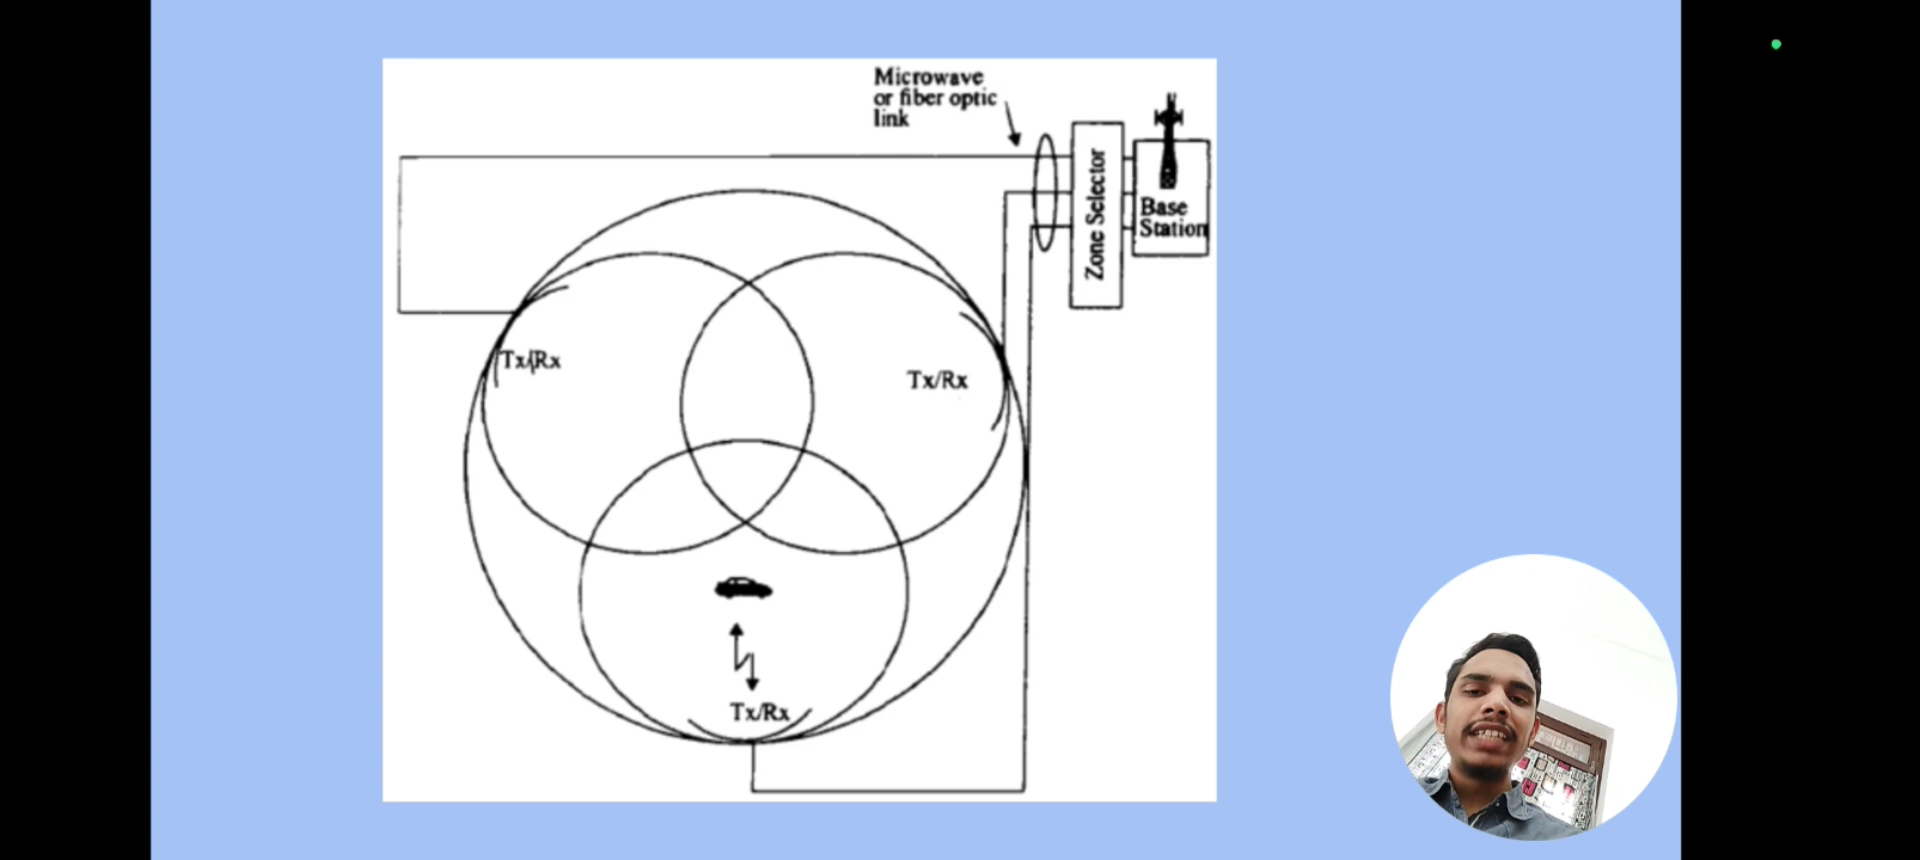 Microwave
or fiber optic
link
Zone Selector
Base
Station
Tx/Rx
Tx/Rx
Tx/Rx